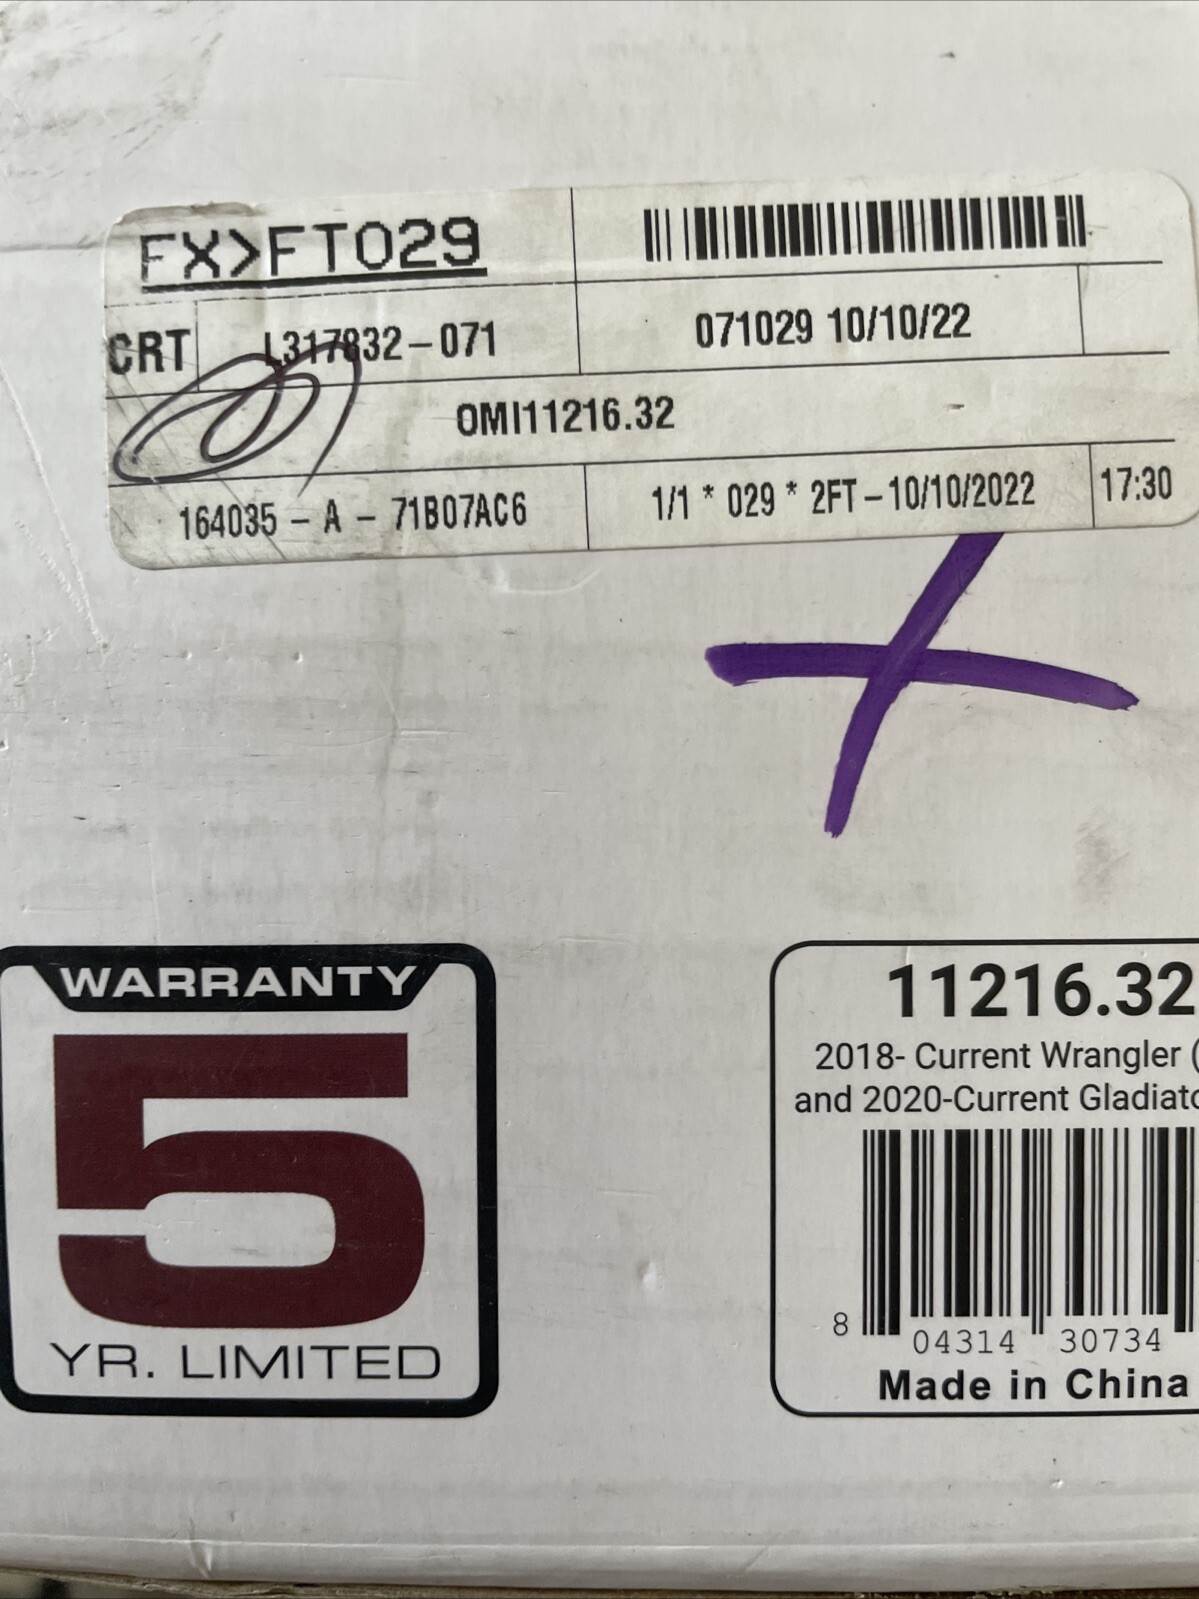 FX>FT029
CRT L317832-071 071029 10/10/22
OMI11216.32
164035 - A - 71B07AC6 1/1 * 029 * 2FT-10/10/2022 17:30
WARRANTY
5
YR. LIMITED
11216.32
2018- Current Wrangler (
and 2020-Current Gladiato
8 04314 30734
Made in China